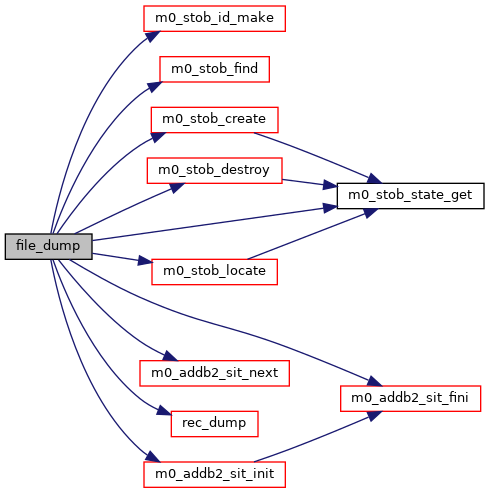 m0_stob_id_make
m0_stob_find
m0_stob_create
m0_stob_destroy
m0_stob_state_get
file_dump
m0_stob_locate
m0_addb2_sit_next
m0_addb2_sit_fini
rec_dump
m0_addb2_sit_init